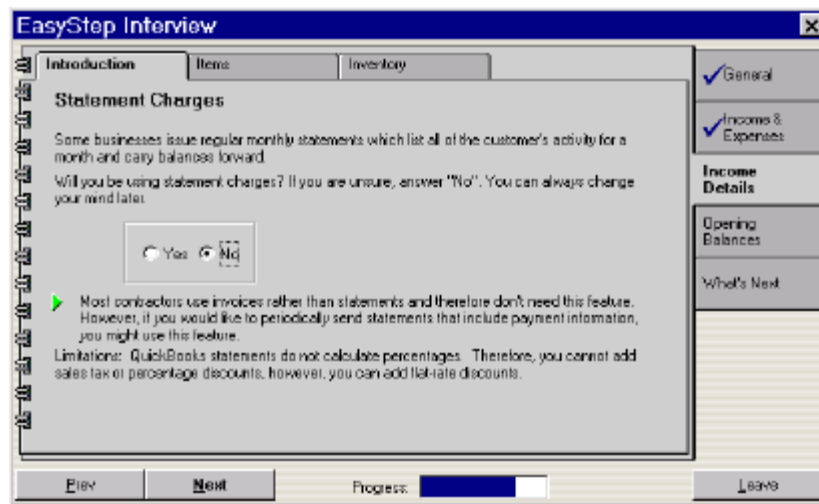 EasyStep Interview
Introduction
Items
Inventory
Statement Charges
Some businesses issue regular monthly statements which list all of the customer's activity for a
month and carry balances forward.
Will you be using statement charges? If you are unsure, answer "No". You can always change
your mind later.
Yes No
Most contractors use invoices rather than statements and therefore don't need this feature.
However, if you would like to periodically send statements that include payment information,
you might use this feature.
Limitations: QuickBooks statements do not calculate percentages. Therefore, you cannot add
sales tax or percentage discounts, however, you can add flat-rate discounts.
General
Income &
Expenses
Income
Details
Opening
Balances
What's Next
Prev
Next
Progress:
Leave